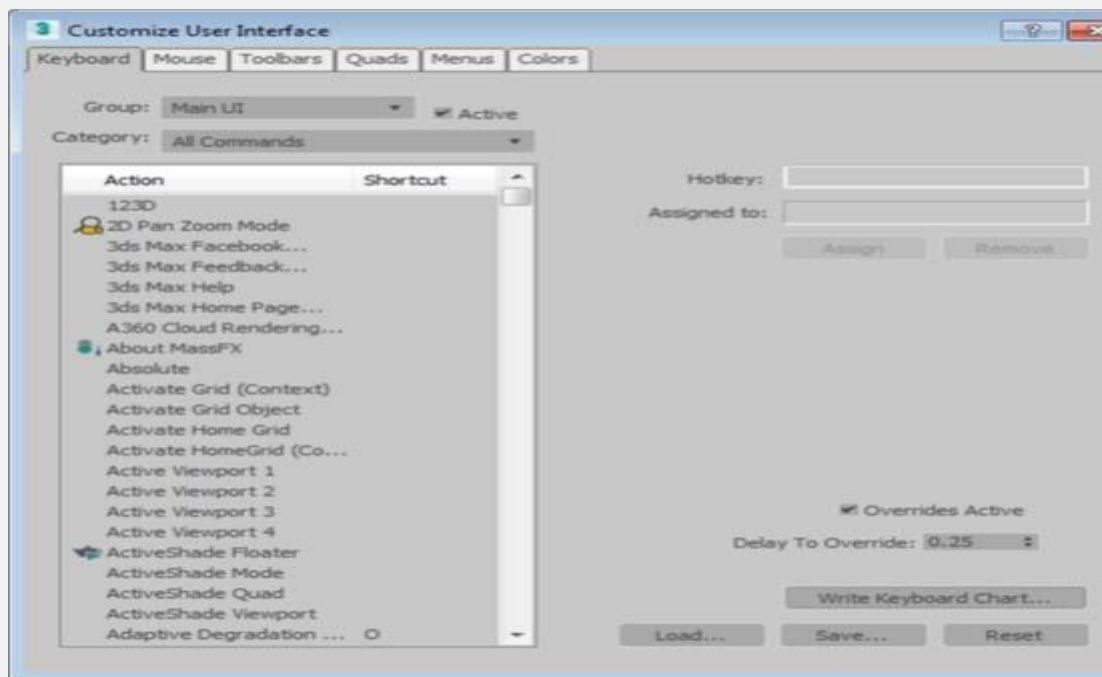 3 Customize User Interface
Keyboard Mouse Toolbars Quads Menus Colors
Group: Main UI Active
Category: All Commands
Action Shortcut
123D
2D Pan Zoom Mode
3ds Max Facebook...
3ds Max Feedback...
3ds Max Help
3ds Max Home Page...
A360 Cloud Rendering...
About MassFX
Absolute
Activate Grid (Context)
Activate Grid Object
Activate Home Grid
Activate HomeGrid (Co...
Active Viewport 1
Active Viewport 2
Active Viewport 3
Active Viewport 4
ActiveShade Floater
ActiveShade Mode
ActiveShade Quad
ActiveShade Viewport
Adaptive Degradation ... O
Hotkey:
Assigned to:
Assign Remove
Overrides Active
Delay To Override: 0.25
Write Keyboard Chart...
Load... Save... Reset